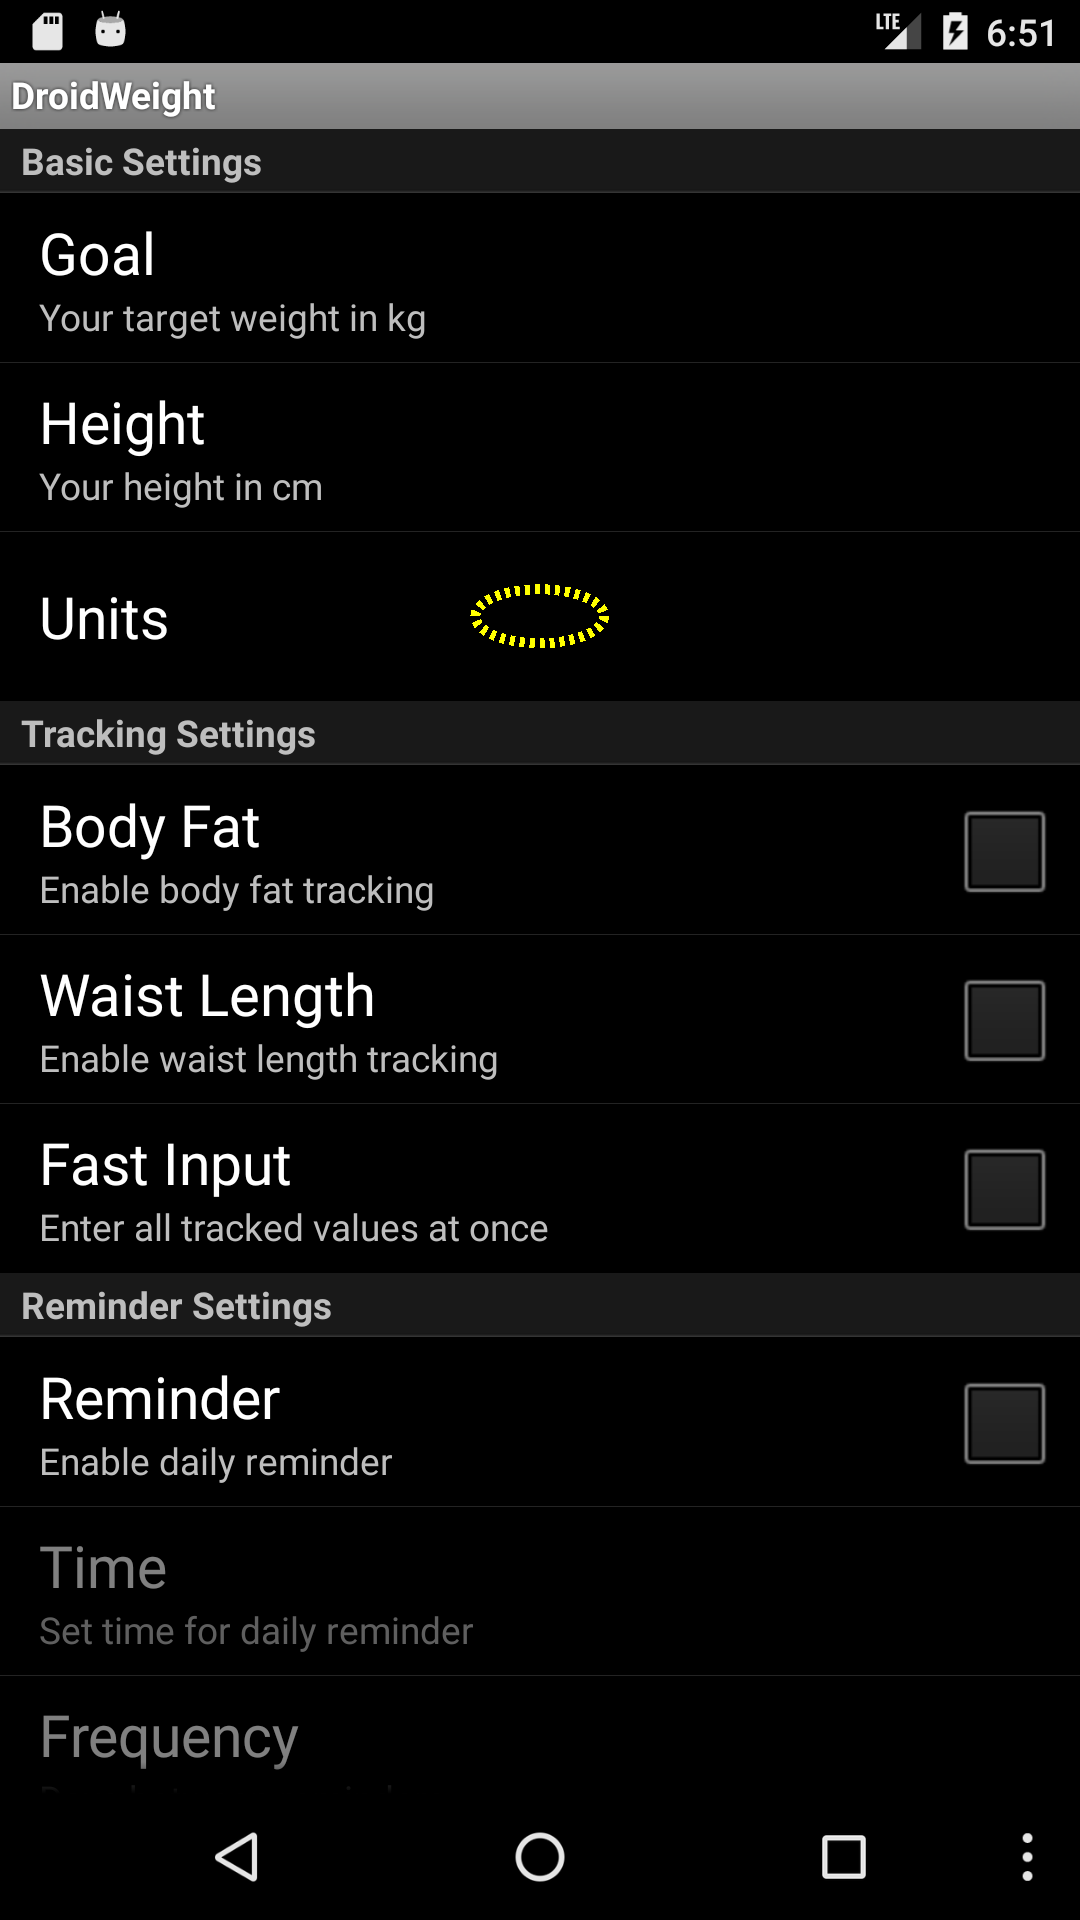 LTE 6:51
DroidWeight
Basic Settings
Goal
Your target weight in kg
Height
Your height in cm
Units
Tracking Settings
Body Fat
Enable body fat tracking
Waist Length
Enable waist length tracking
Fast Input
Enter all tracked values at once
Reminder Settings
Reminder
Enable daily reminder
Time
Set time for daily reminder
Frequency